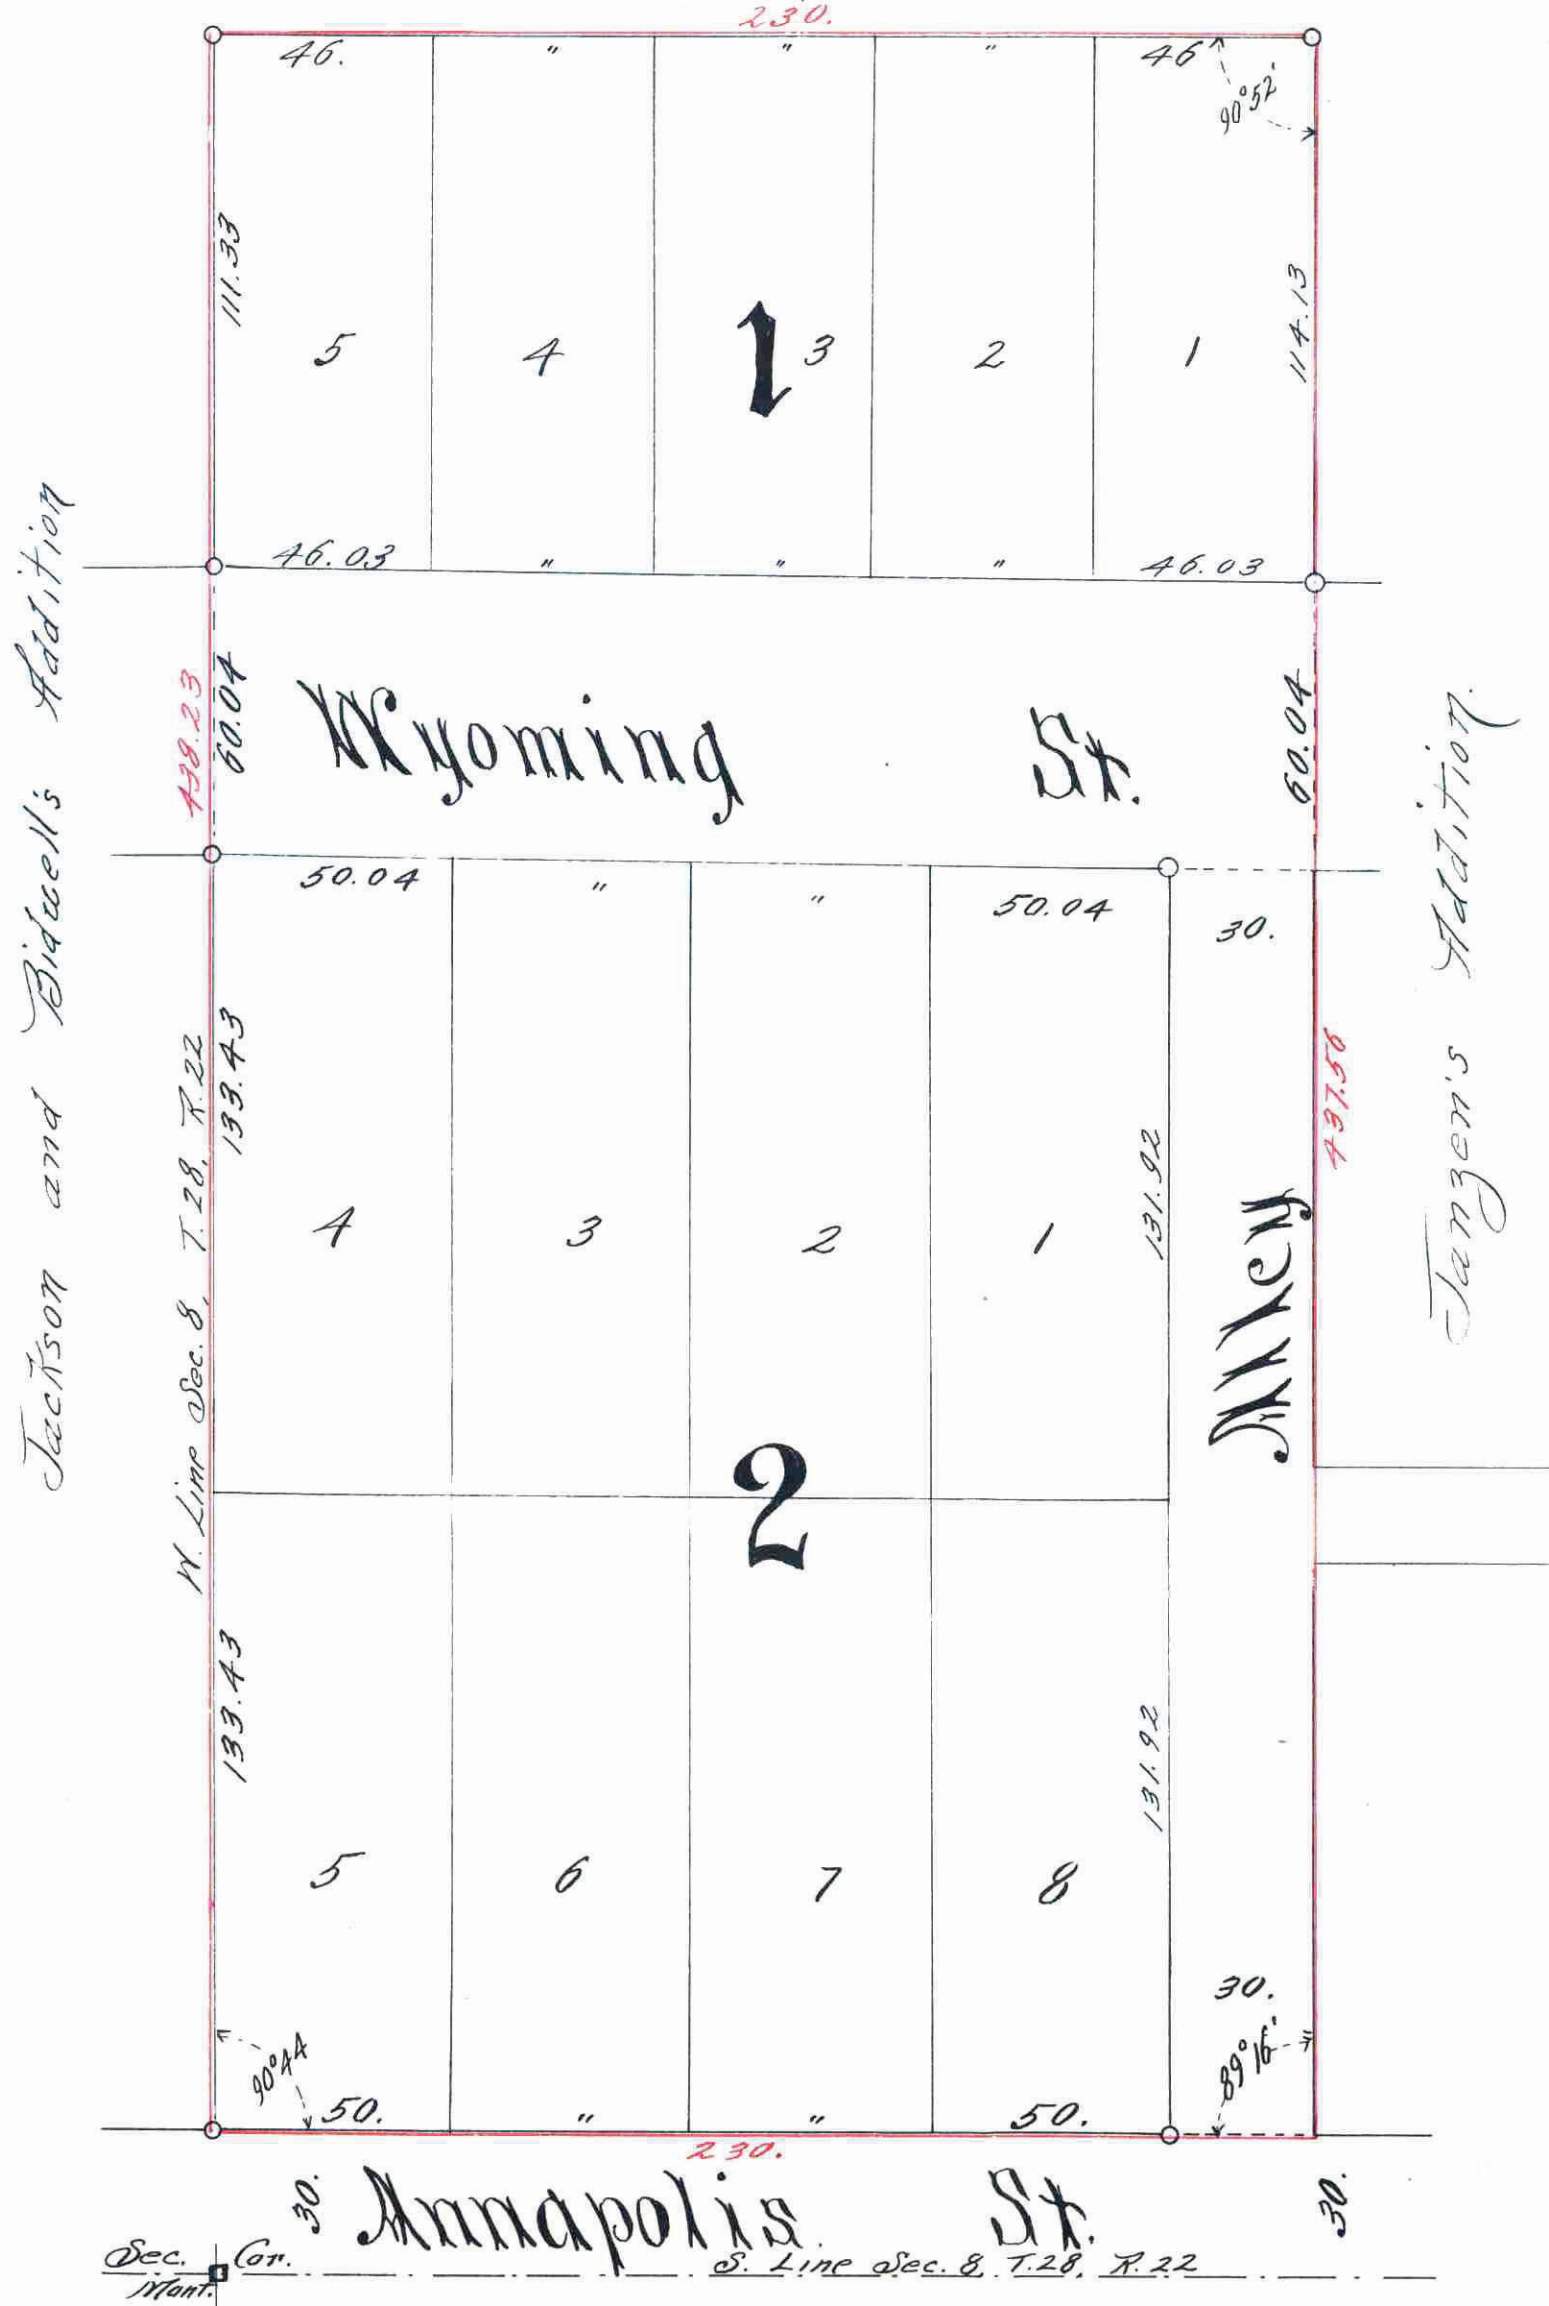 230.
46. " " " 46
90°52'
111.33
114.13
5 4 3 2 1
1
46.03 " " " 46.03
Jackson and Bidwell's Addition
438.23
60.04
Wyoming St.
60.04
Janzen's Addition.
50.04 " " 50.04
30.
W. Line Sec. 8, T. 28, R. 22
133.43
131.92
437.56
4 3 2 1
Alley
2
133.43
131.92
5 6 7 8
30.
90°44
89°16'
50. " " 50.
230.
30. Annapolis St. 30.
Sec. Cor.
Mont.
S. Line Sec. 8, T. 28, R. 22